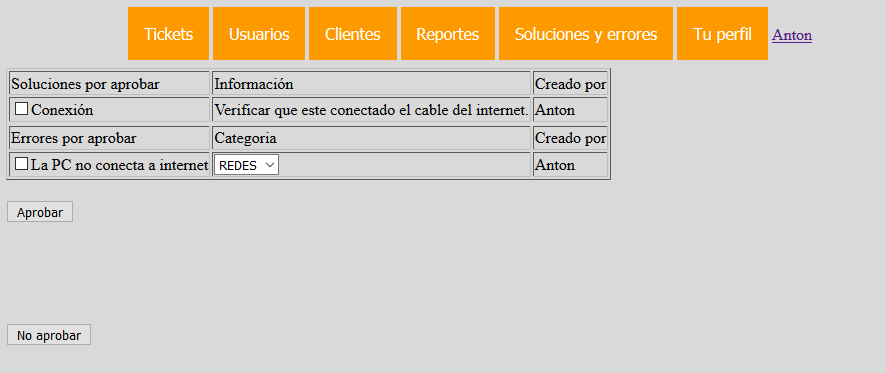 Tickets Usuarios Clientes Reportes Soluciones y errores Tu perfil Anton
Soluciones por aprobar Información Creado por
Conexión Verificar que este conectado el cable del internet. Anton
Errores por aprobar Categoria Creado por
La PC no conecta a internet REDES Anton
Aprobar
No aprobar